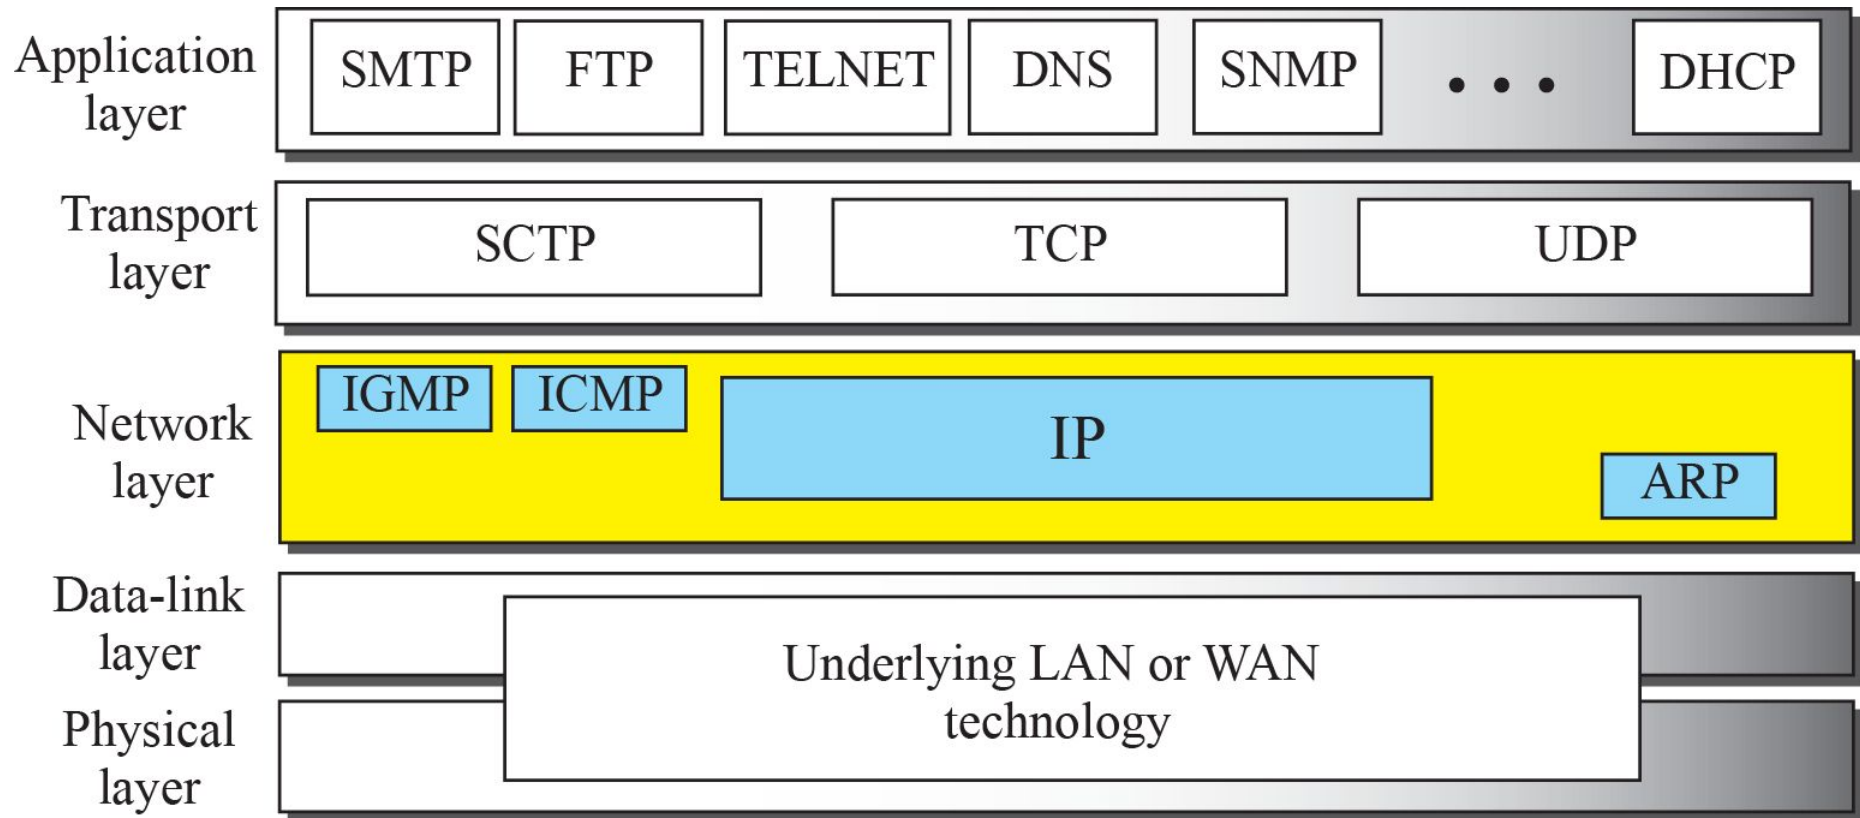 Application
layer
SMTP
FTP
TELNET
DNS
SNMP
• • •
DHCP
Transport
layer
SCTP
TCP
UDP
Network
layer
IGMP
ICMP
IP
ARP
Data-link
layer
Physical
layer
Underlying LAN or WAN
technology